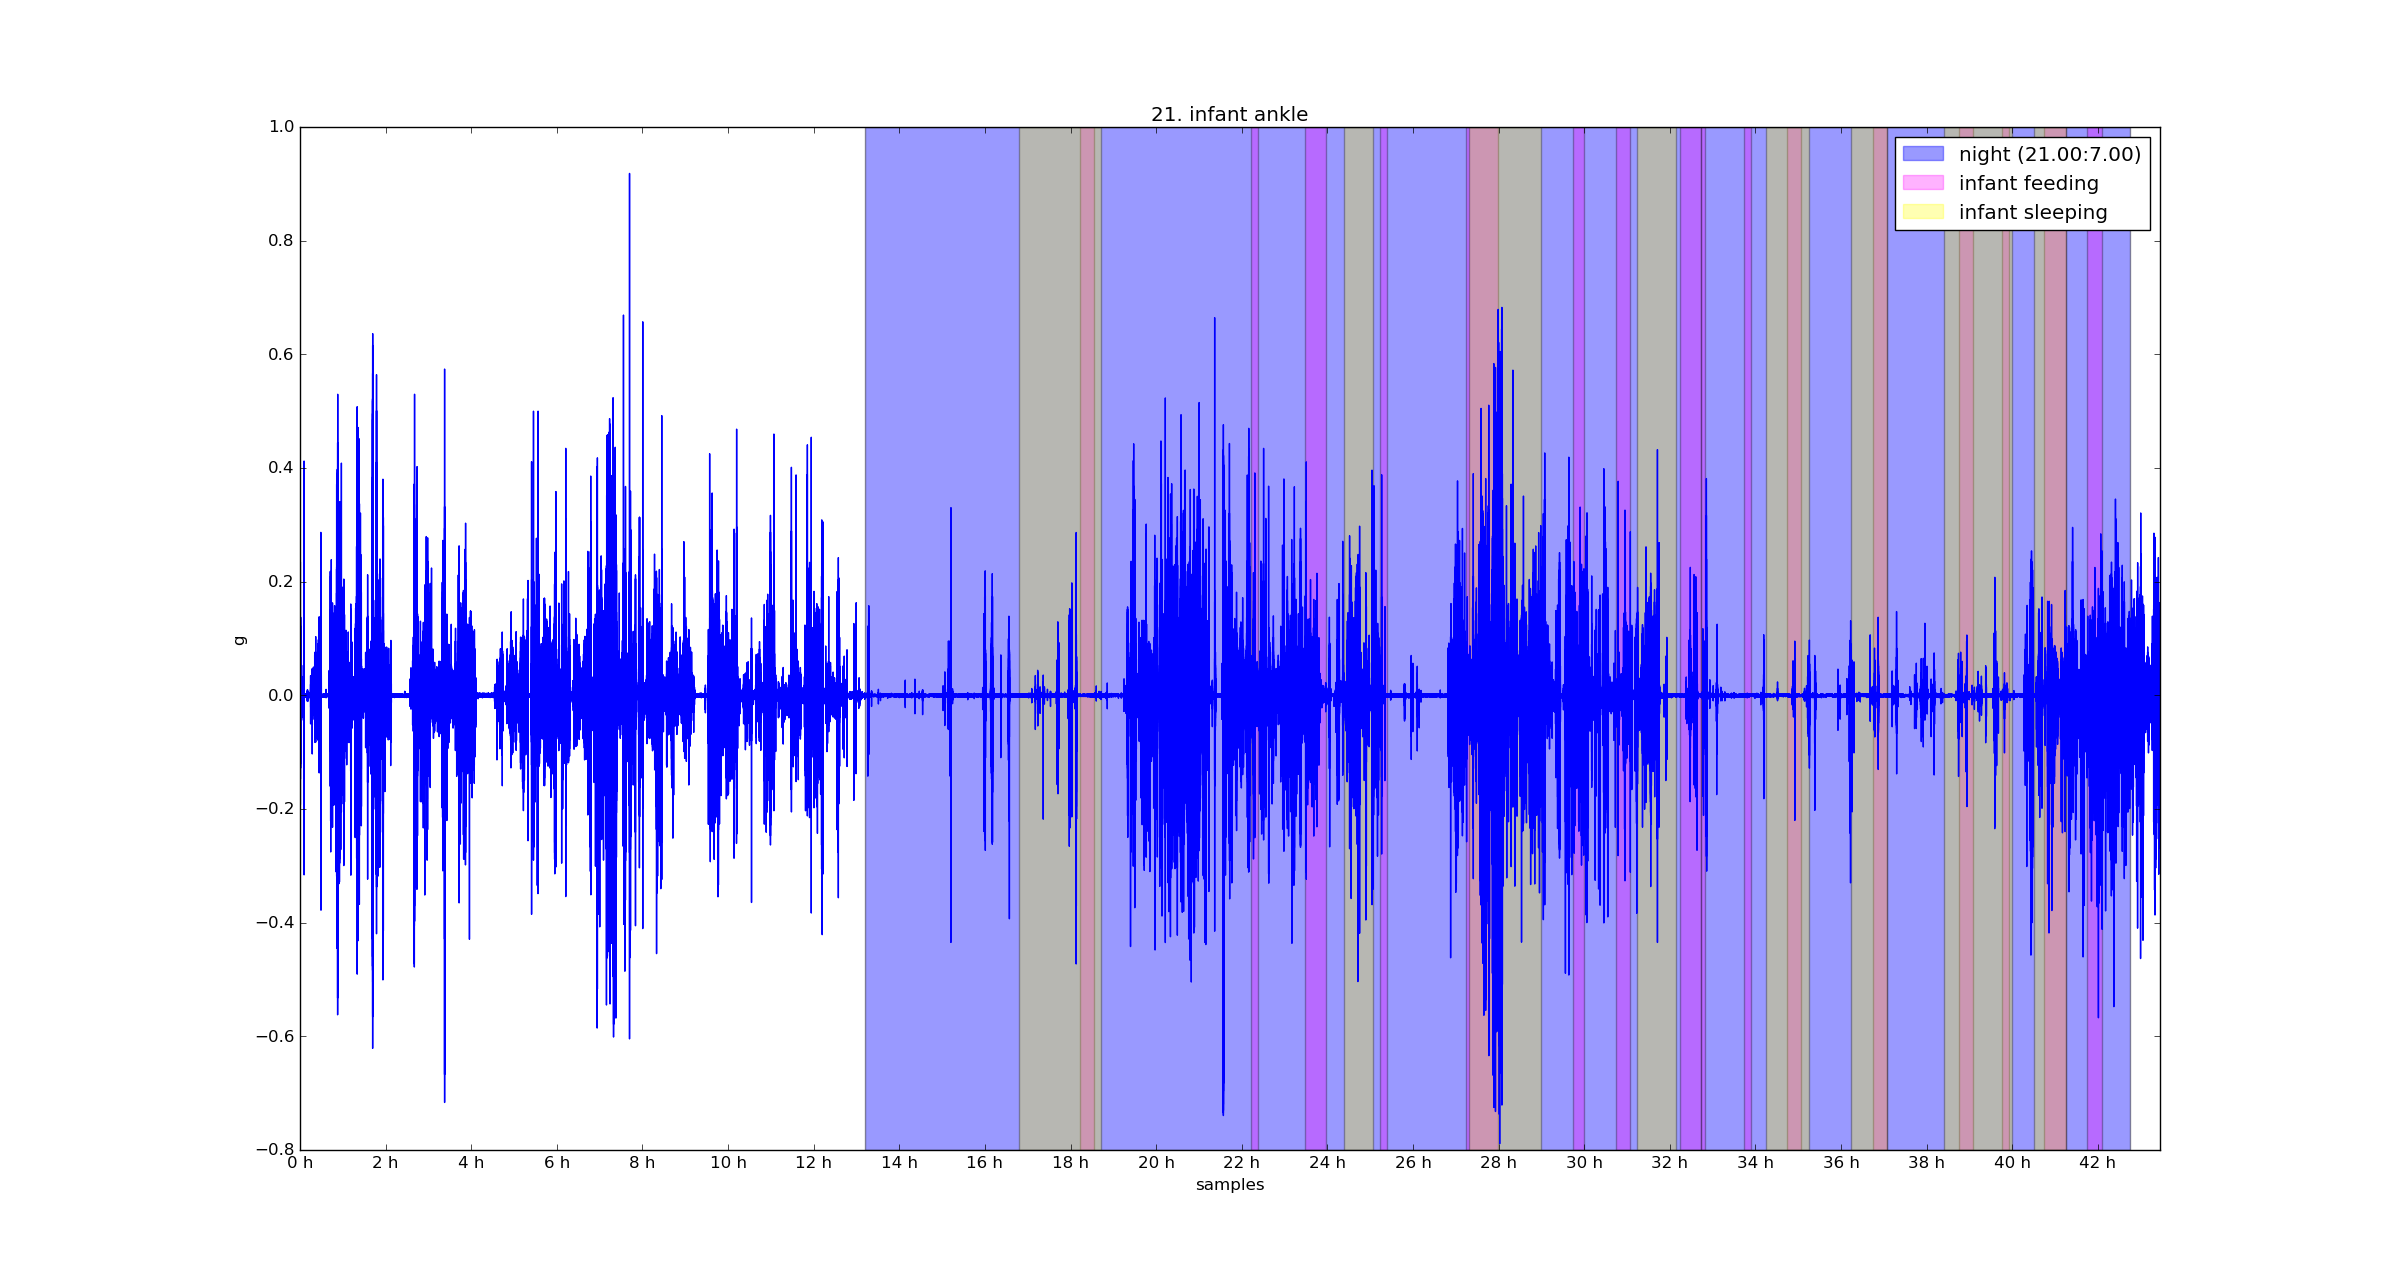 21. infant ankle
1.0
0.8
0.6
0.4
0.2
0.0
−0.2
−0.4
−0.6
−0.8
g
night (21.00:7.00)
infant feeding
infant sleeping
0 h 2 h 4 h 6 h 8 h 10 h 12 h 14 h 16 h 18 h 20 h 22 h 24 h 26 h 28 h 30 h 32 h 34 h 36 h 38 h 40 h 42 h
samples